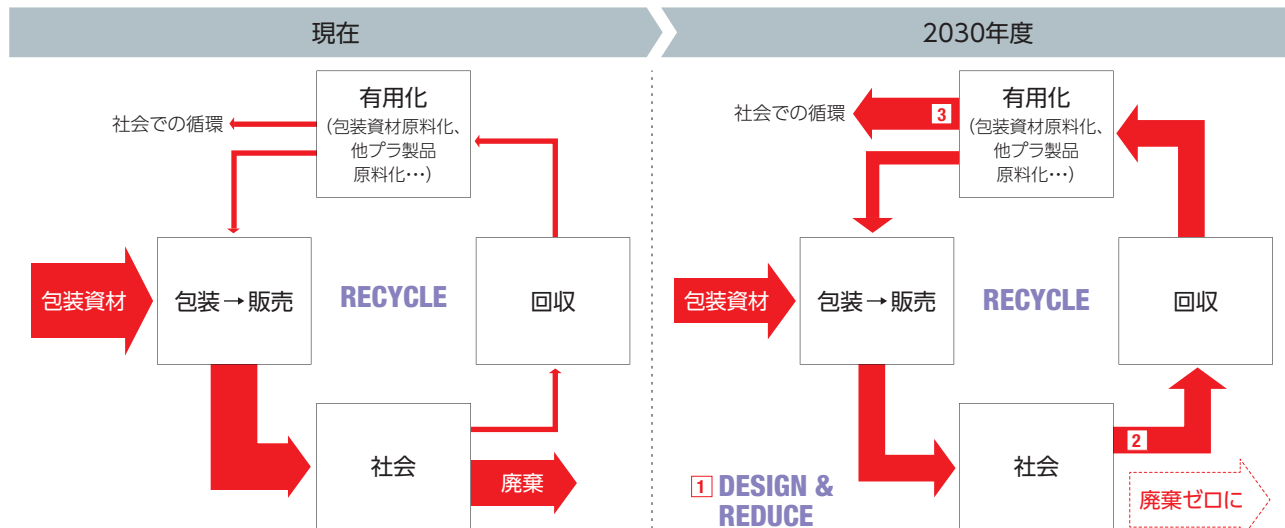 現在
社会での循環
有用化
(包装資材原料化、
他プラ製品
原料化･･･)
包装資材
包装→販売
RECYCLE
回収
社会
廃棄
2030年度
社会での循環
3
有用化
(包装資材原料化、
他プラ製品
原料化･･･)
包装資材
包装→販売
RECYCLE
回収
1 DESIGN &
REDUCE
社会
2
廃棄ゼロに